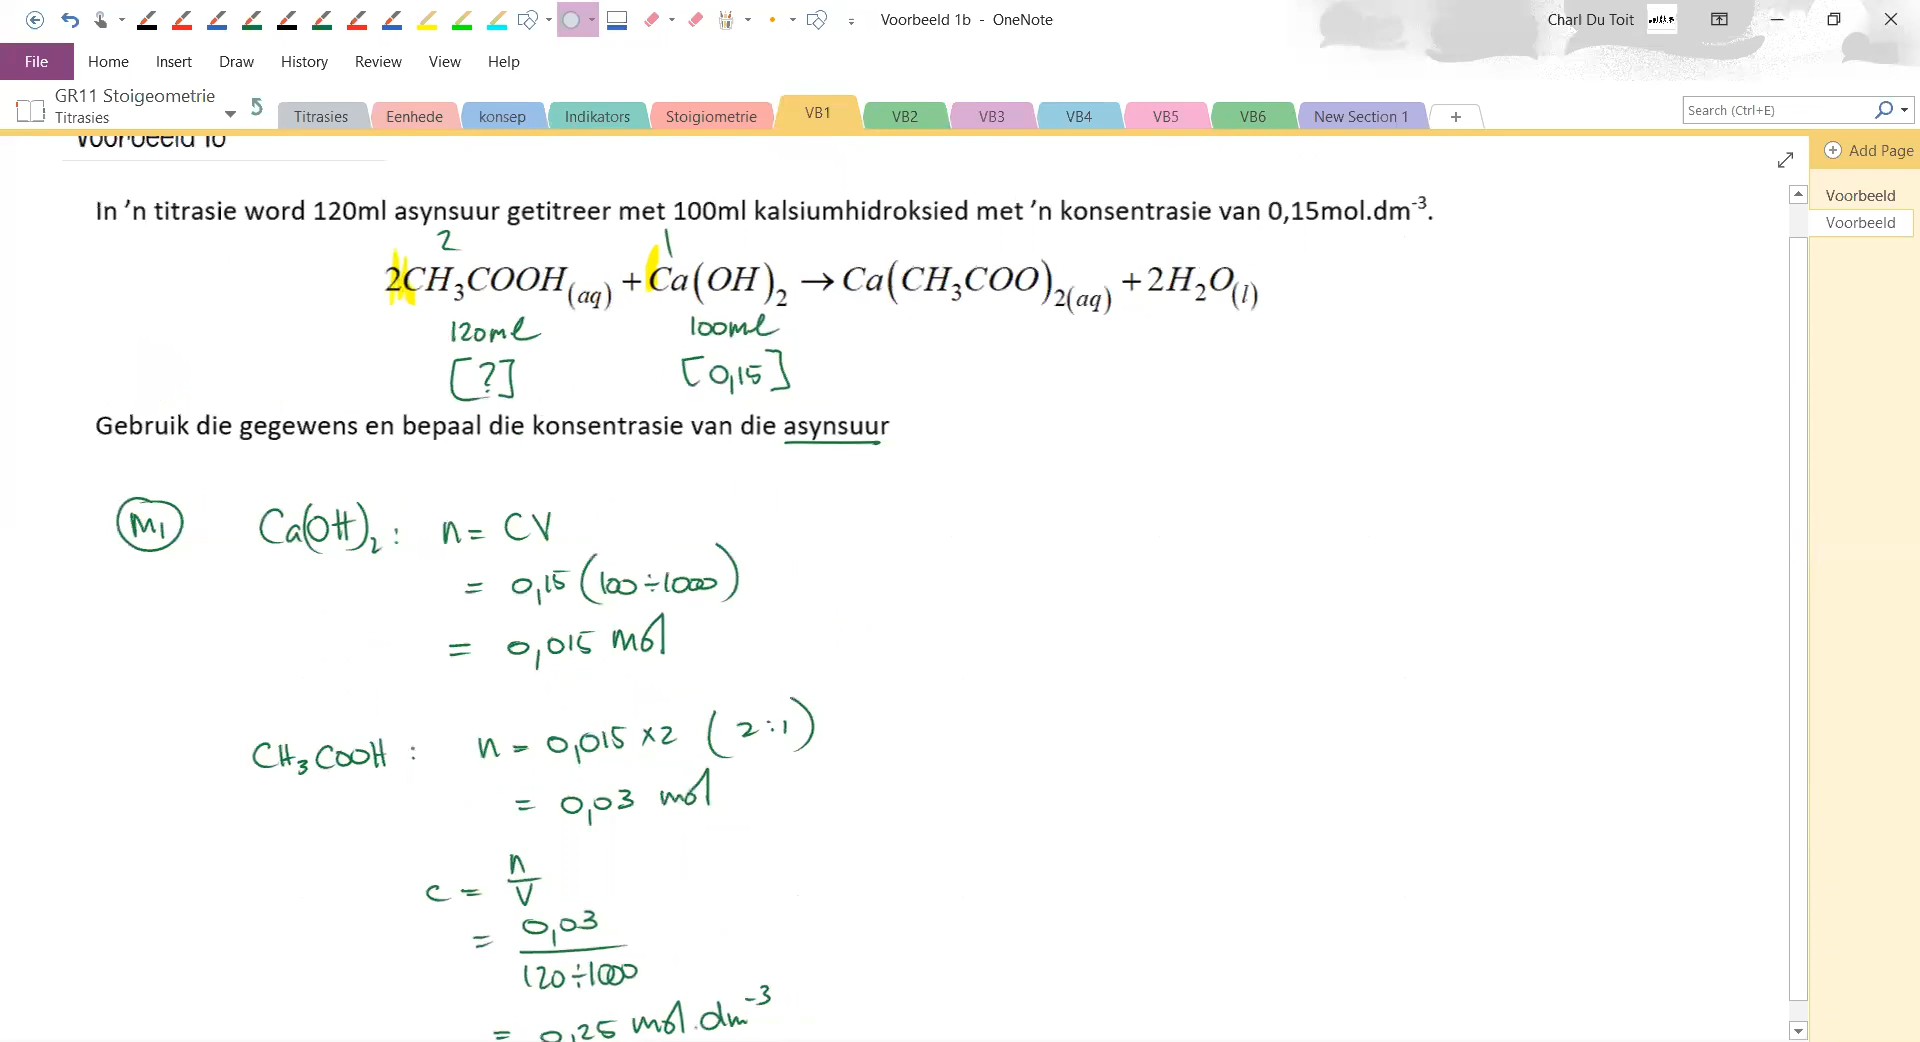 Voorbeeld 1b - OneNote
Charl Du Toit
File Home Insert Draw History Review View Help
GR11 Stoigeometrie
Titrasies
Titrasies Eenhede konsep Indikators Stoigiometrie VB1 VB2 VB3 VB4 VB5 VB6 New Section 1 +
Search (Ctrl+E)
Add Page
Voorbeeld
Voorbeeld
Voorbeeld 1b
In ’n titrasie word 120ml asynsuur getitreer met 100ml kalsiumhidroksied met ’n konsentrasie van 0,15mol.dm⁻³.
2 1
2CH₃COOH₍aq₎ + Ca(OH)₂ → Ca(CH₃COO)₂₍aq₎ + 2H₂O₍l₎
120ml 100ml
[?] [0,15]
Gebruik die gegewens en bepaal die konsentrasie van die asynsuur
M₁ Ca(OH)₂ : n = CV
= 0,15 (100÷1000)
= 0,015 mol
CH₃COOH : n = 0,015 ×2 (2:1)
= 0,03 mol
c = n/V
= 0,03
120÷1000
= 0,25 mol.dm⁻³